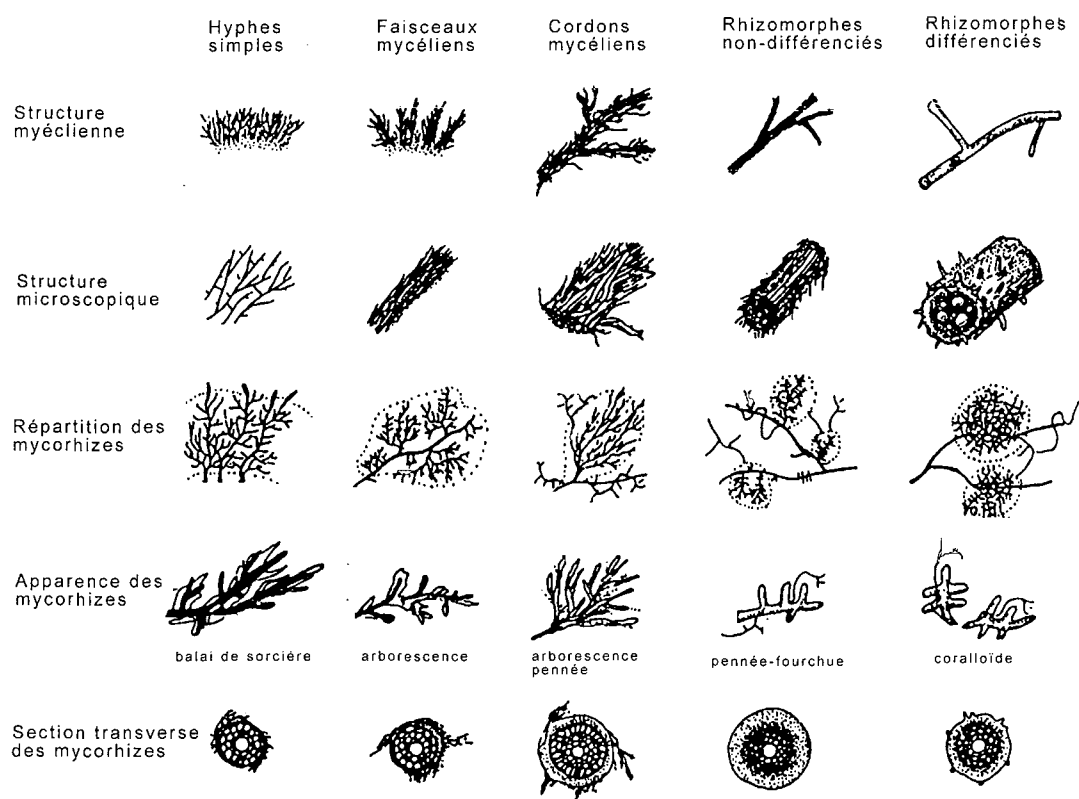 Hyphes
simples
Faisceaux
mycéliens
Cordons
mycéliens
Rhizomorphes
non-différenciés
Rhizomorphes
différenciés
Structure
myéclienne
Structure
microscopique
Répartition des
mycorhizes
Apparence des
mycorhizes
balai de sorcière
arborescence
arborescence
pennée
pennée-fourchue
coralloïde
Section transverse
des mycorhizes